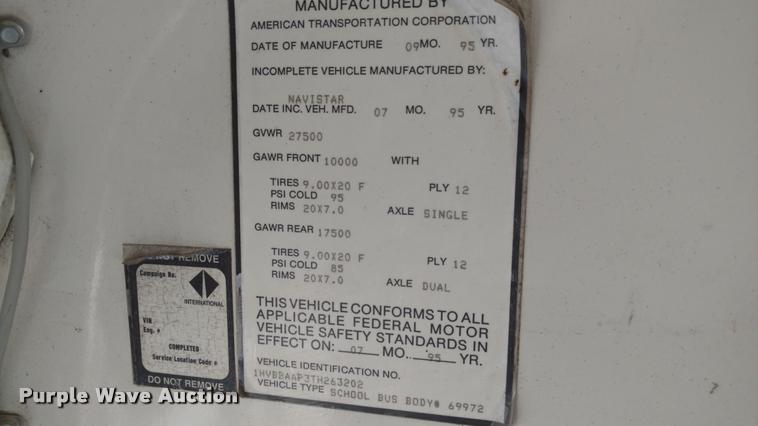 MANUFACTURED BY
AMERICAN TRANSPORTATION CORPORATION
DATE OF MANUFACTURE 09 MO. 95 YR.
INCOMPLETE VEHICLE MANUFACTURED BY:
NAVISTAR
DATE INC. VEH. MFD. 07 MO. 95 YR.
GVWR 27500
GAWR FRONT 10000 WITH
TIRES 9.00X20 F PLY 12
PSI COLD 95
RIMS 20X7.0 AXLE SINGLE
GAWR REAR 17500
TIRES 9.00X20 F PLY 12
PSI COLD 85
RIMS 20X7.0 AXLE DUAL
THIS VEHICLE CONFORMS TO ALL
APPLICABLE FEDERAL MOTOR
VEHICLE SAFETY STANDARDS IN
EFFECT ON: 07 MO. 95 YR.
VEHICLE IDENTIFICATION NO.
1HVBBAAP3TH263202
VEHICLE TYPE SCHOOL BUS BODY# 69972
DO NOT REMOVE
Campaign No.
INTERNATIONAL
VIN
Eng. #
COMPLETED
Service Location Code #
DO NOT REMOVE
Purple Wave Auction